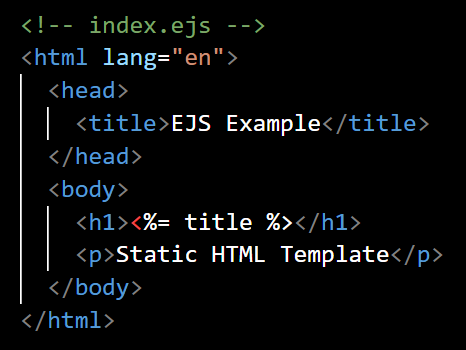 <!-- index.ejs -->
<html lang="en">
<head>
<title>EJS Example</title>
</head>
<body>
<h1><%= title %></h1>
<p>Static HTML Template</p>
</body>
</html>